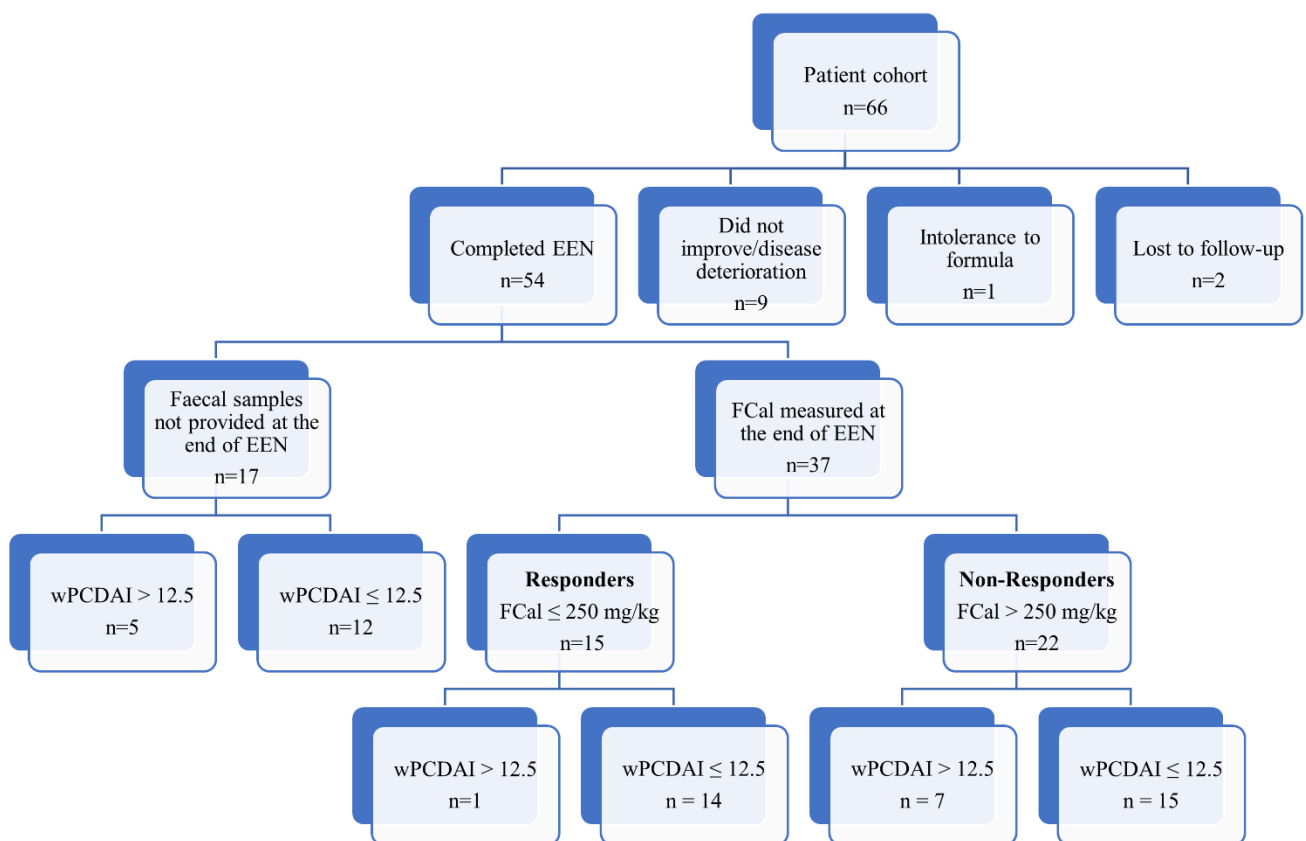 Patient cohort
n=66
Completed EEN
n=54
Did not
improve/disease
deterioration
n=9
Intolerance to
formula
n=1
Lost to follow-up
n=2
Faecal samples
not provided at the
end of EEN
n=17
FCal measured at
the end of EEN
n=37
wPCDAI > 12.5
n=5
wPCDAI ≤ 12.5
n=12
Responders
FCal ≤ 250 mg/kg
n=15
Non-Responders
FCal > 250 mg/kg
n=22
wPCDAI > 12.5
n=1
wPCDAI ≤ 12.5
n = 14
wPCDAI > 12.5
n = 7
wPCDAI ≤ 12.5
n = 15